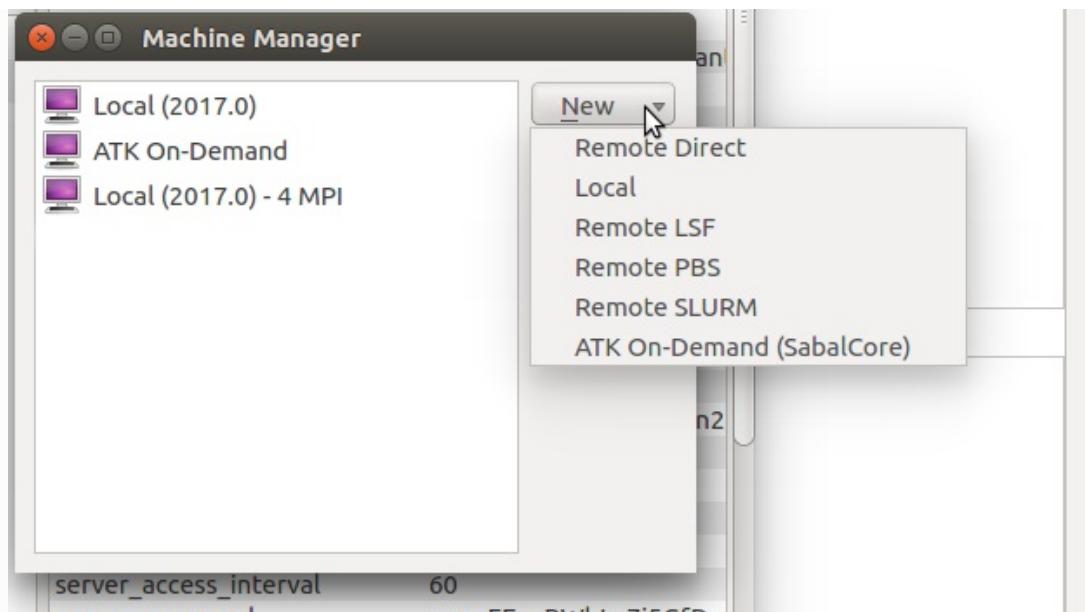 Machine Manager
Local (2017.0)
ATK On-Demand
Local (2017.0) - 4 MPI
New
Remote Direct
Local
Remote LSF
Remote PBS
Remote SLURM
ATK On-Demand (SabalCore)
n2
server_access_interval 60